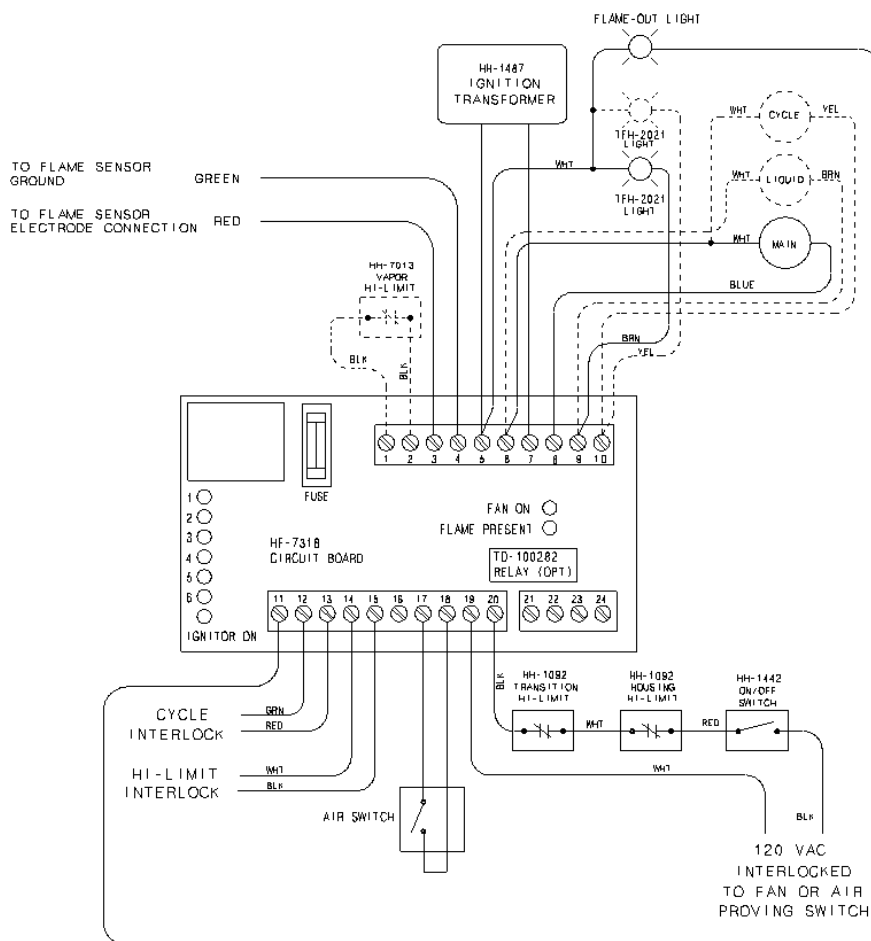 FLAME-OUT LIGHT
HH-1487
IGNITION
TRANSFORMER
TFH-2021
LIGHT
WHT
TFH-2021
LIGHT
WHT
CYCLE
YEL
WHT
LIQUID
BRN
WHT
MAIN
BLUE
TO FLAME SENSOR
GROUND
GREEN
TO FLAME SENSOR
ELECTRODE CONNECTION
RED
HH-7013
VAPOR
HI-LIMIT
BLK
BLK
BRN
YEL
1 2 3 4 5 6 7 8 9 10
FUSE
1
2
3
4
5
6
IGNITOR ON
FAN ON
FLAME PRESENT
HF-7318
CIRCUIT BOARD
TD-100282
RELAY (OPT)
11 12 13 14 15 16 17 18 19 20
21 22 23 24
CYCLE
INTERLOCK
GRN
RED
HI-LIMIT
INTERLOCK
WHT
BLK
AIR SWITCH
BLK
HH-1092
TRANSITION
HI-LIMIT
WHT
HH-1092
HOUSING
HI-LIMIT
RED
HH-1442
ON/OFF
SWITCH
WHT
BLK
120 VAC
INTERLOCKED
TO FAN OR AIR
PROVING SWITCH